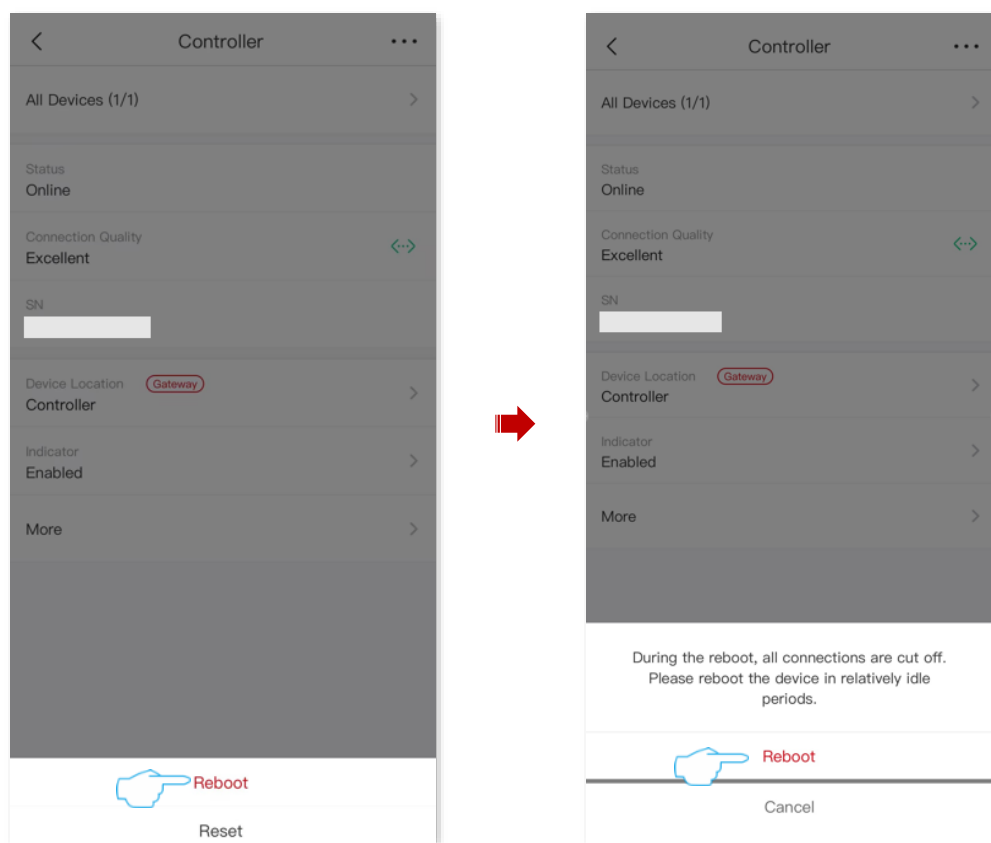 Controller
All Devices (1/1)
Status
Online
Connection Quality
Excellent
SN
Device Location Gateway
Controller
Indicator
Enabled
More
Reboot
Reset
Controller
All Devices (1/1)
Status
Online
Connection Quality
Excellent
SN
Device Location Gateway
Controller
Indicator
Enabled
More
During the reboot, all connections are cut off.
Please reboot the device in relatively idle
periods.
Reboot
Cancel